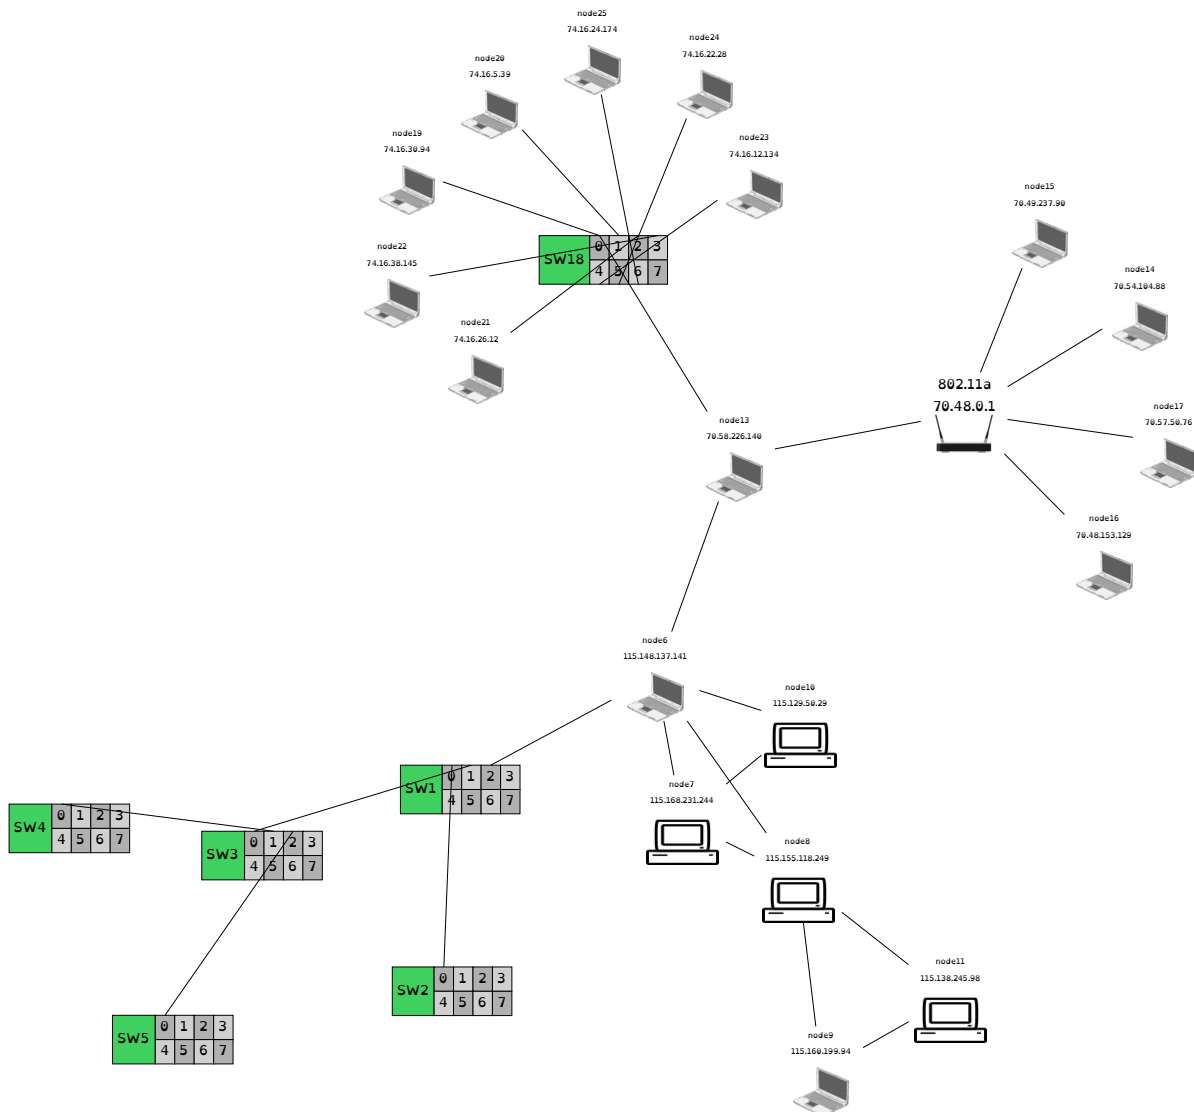 node25
74.16.24.174
node24
74.16.22.28
node20
74.16.5.39
node19
74.16.30.94
node23
74.16.12.134
node15
70.49.237.90
node22
74.16.38.145
SW18 0 1 2 3
4 5 6 7
node14
70.54.104.88
node21
74.16.26.12
802.11a
70.48.0.1
node17
70.57.50.76
node13
70.58.226.140
node16
70.48.153.129
node6
115.148.137.141
node10
115.129.50.29
SW1 0 1 2 3
4 5 6 7
node7
115.168.231.244
SW4 0 1 2 3
4 5 6 7
SW3 0 1 2 3
4 5 6 7
node8
115.155.118.249
node11
115.138.245.98
SW2 0 1 2 3
4 5 6 7
SW5 0 1 2 3
4 5 6 7
node9
115.160.199.94